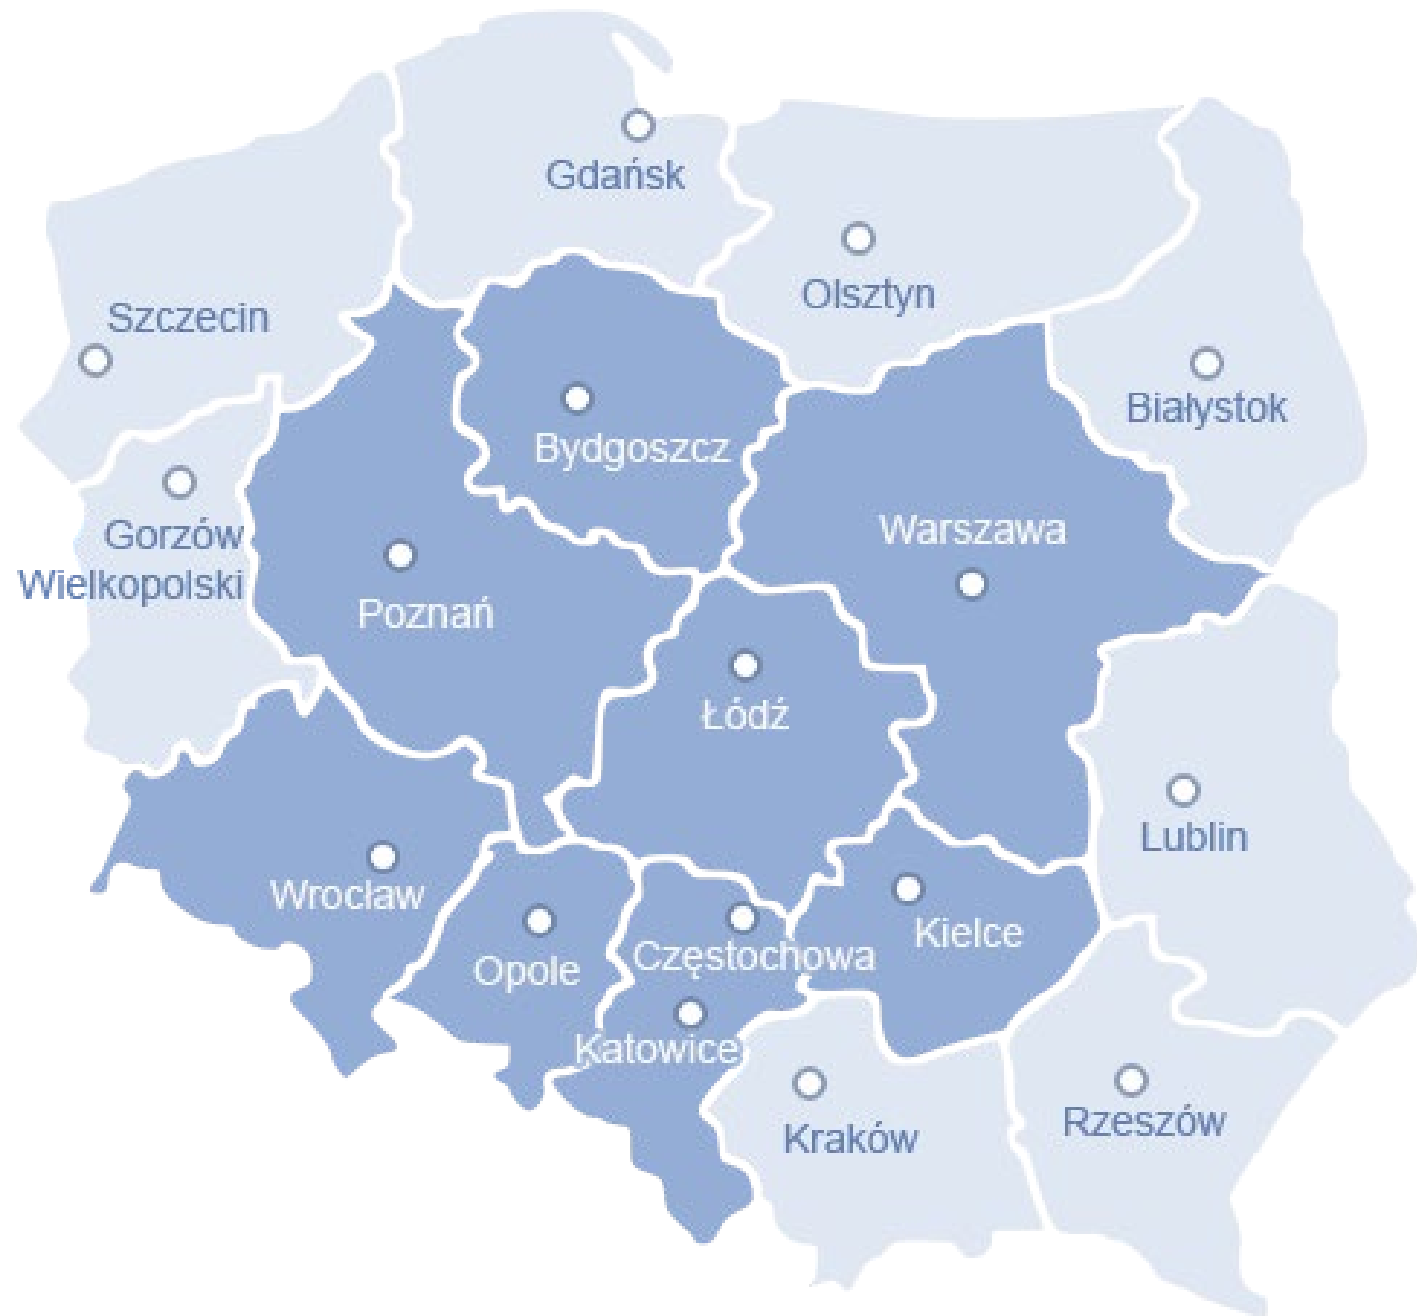 Gdańsk
Olsztyn
Szczecin
Białystok
Bydgoszcz
Gorzów
Wielkopolski
Warszawa
Poznań
Łódź
Lublin
Wrocław
Kielce
Częstochowa
Opole
Katowice
Rzeszów
Kraków